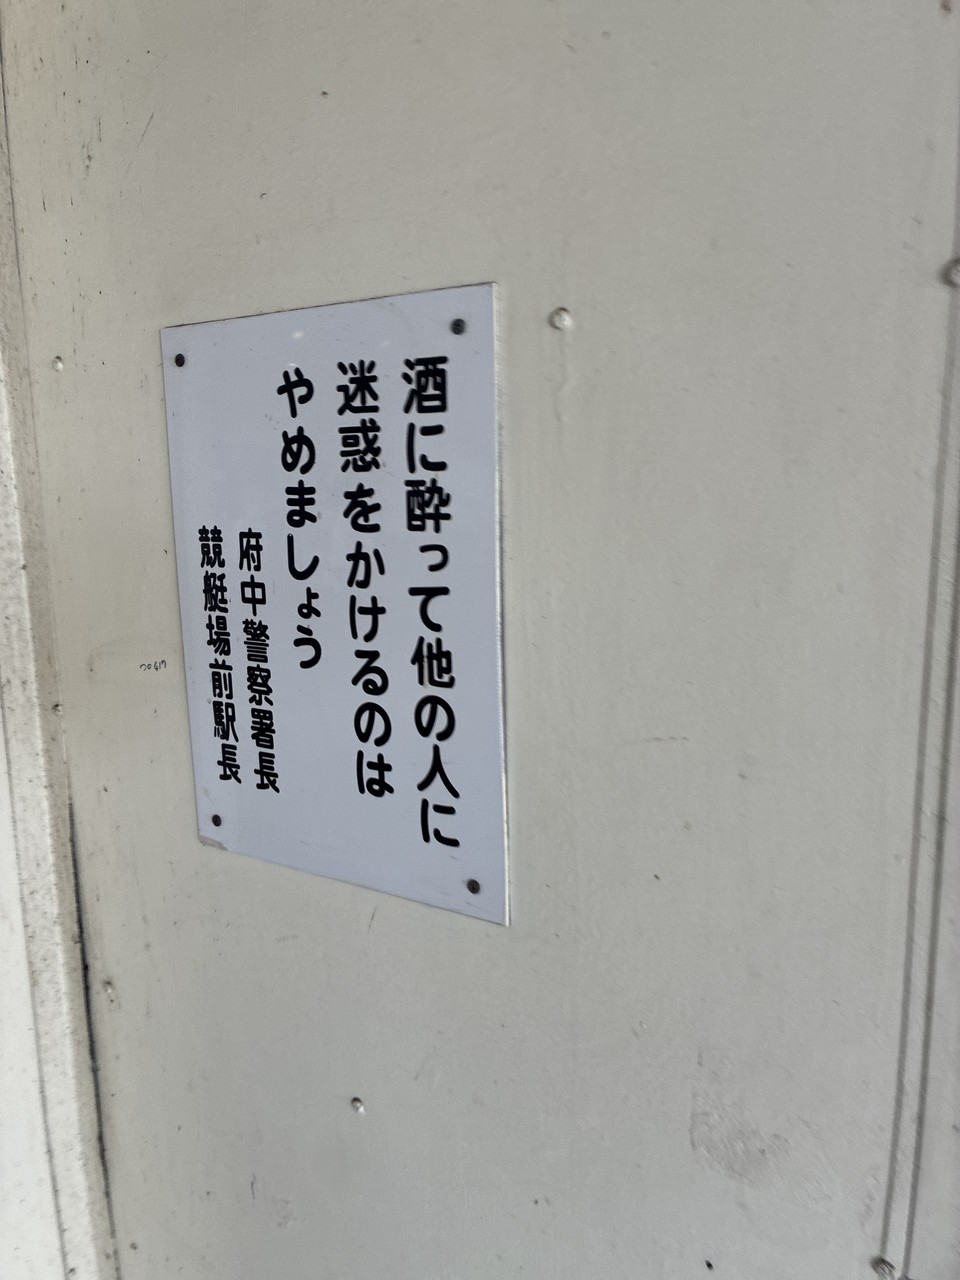 酒に酔って他の人に
迷惑をかけるのは
やめましょう
府中警察署長
競艇場前駅長